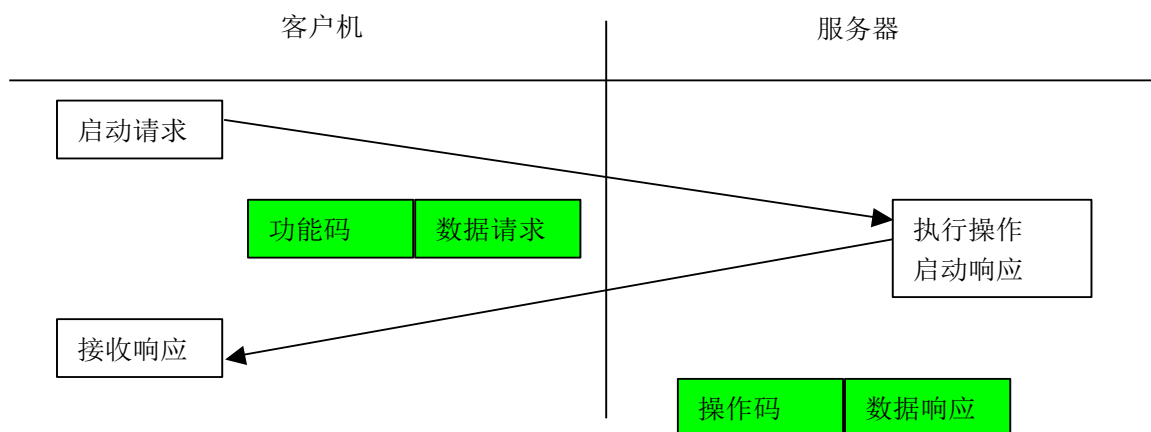 客户机
服务器
启动请求
功能码
数据请求
执行操作
启动响应
接收响应
操作码
数据响应